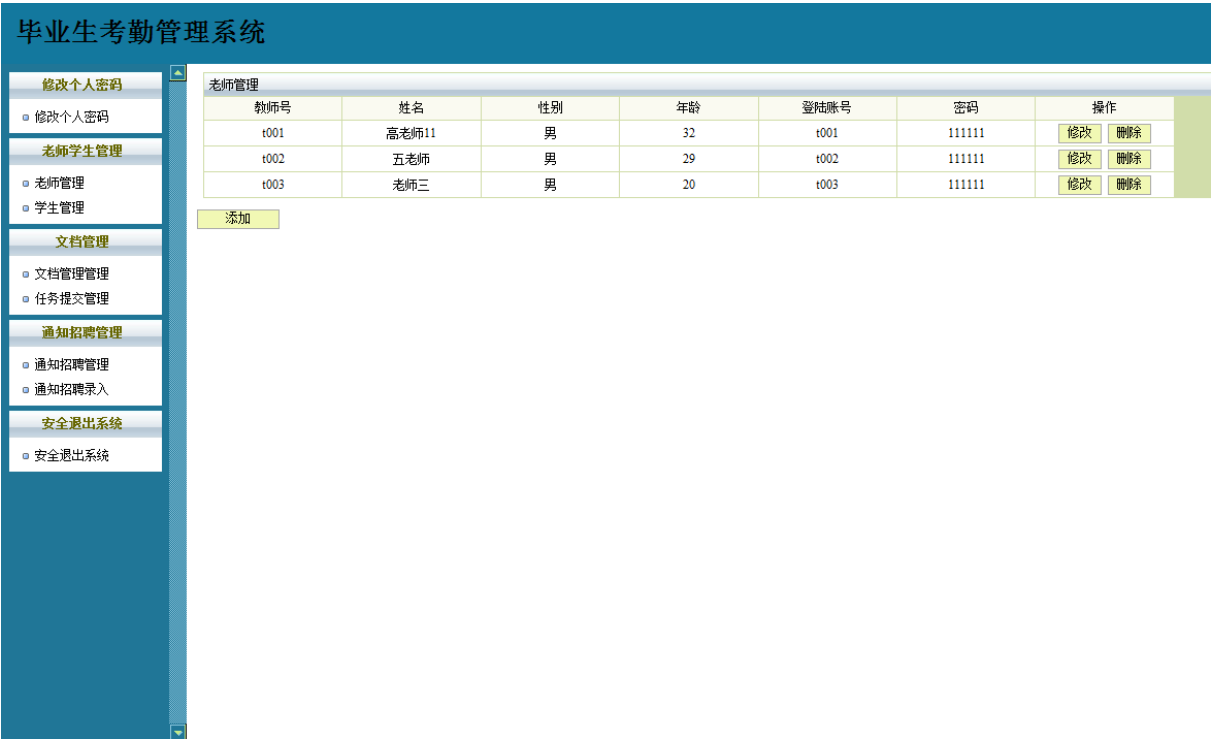 毕业生考勤管理系统
修改个人密码
修改个人密码
老师学生管理
老师管理
学生管理
文档管理
文档管理管理
任务提交管理
通知招聘管理
通知招聘管理
通知招聘录入
安全退出系统
安全退出系统
老师管理
教师号 姓名 性别 年龄 登陆账号 密码 操作
t001 高老师11 男 32 t001 111111 修改 删除
t002 五老师 男 29 t002 111111 修改 删除
t003 老师三 男 20 t003 111111 修改 删除
添加